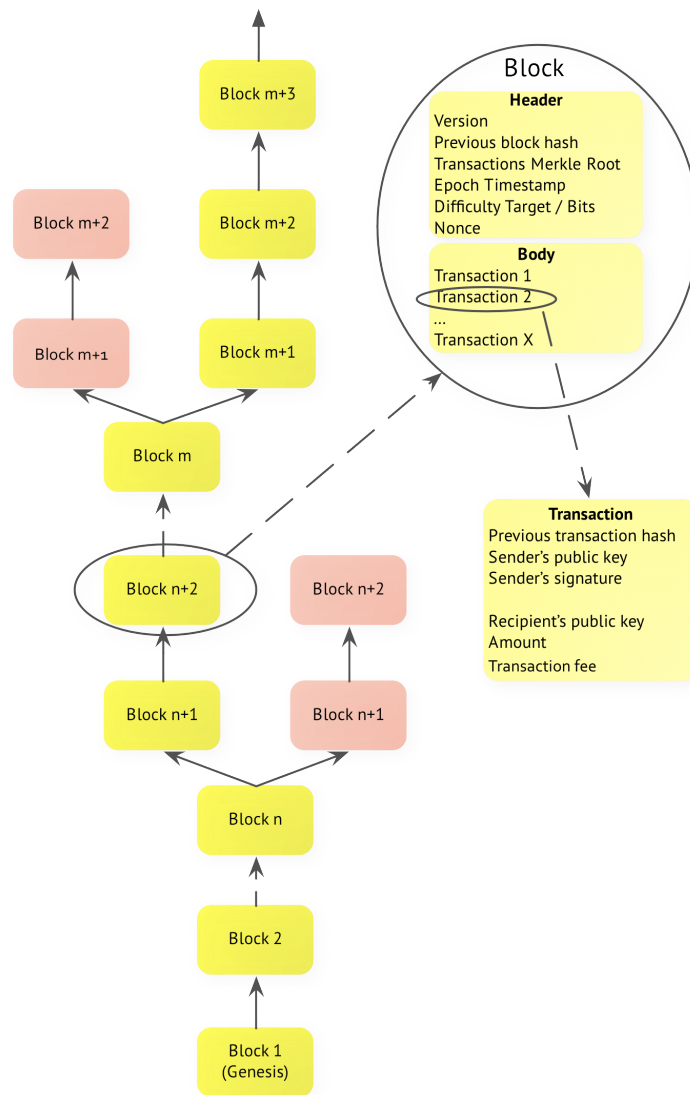 Block
Header
Version
Previous block hash
Transactions Merkle Root
Epoch Timestamp
Difficulty Target / Bits
Nonce
Body
Transaction 1
Transaction 2
...
Transaction X
Block m+3
Block m+2
Block m+2
Block m+1
Block m+1
Block m
Transaction
Previous transaction hash
Sender's public key
Sender's signature
Recipient's public key
Amount
Transaction fee
Block n+2
Block n+2
Block n+1
Block n+1
Block n
Block 2
Block 1
(Genesis)